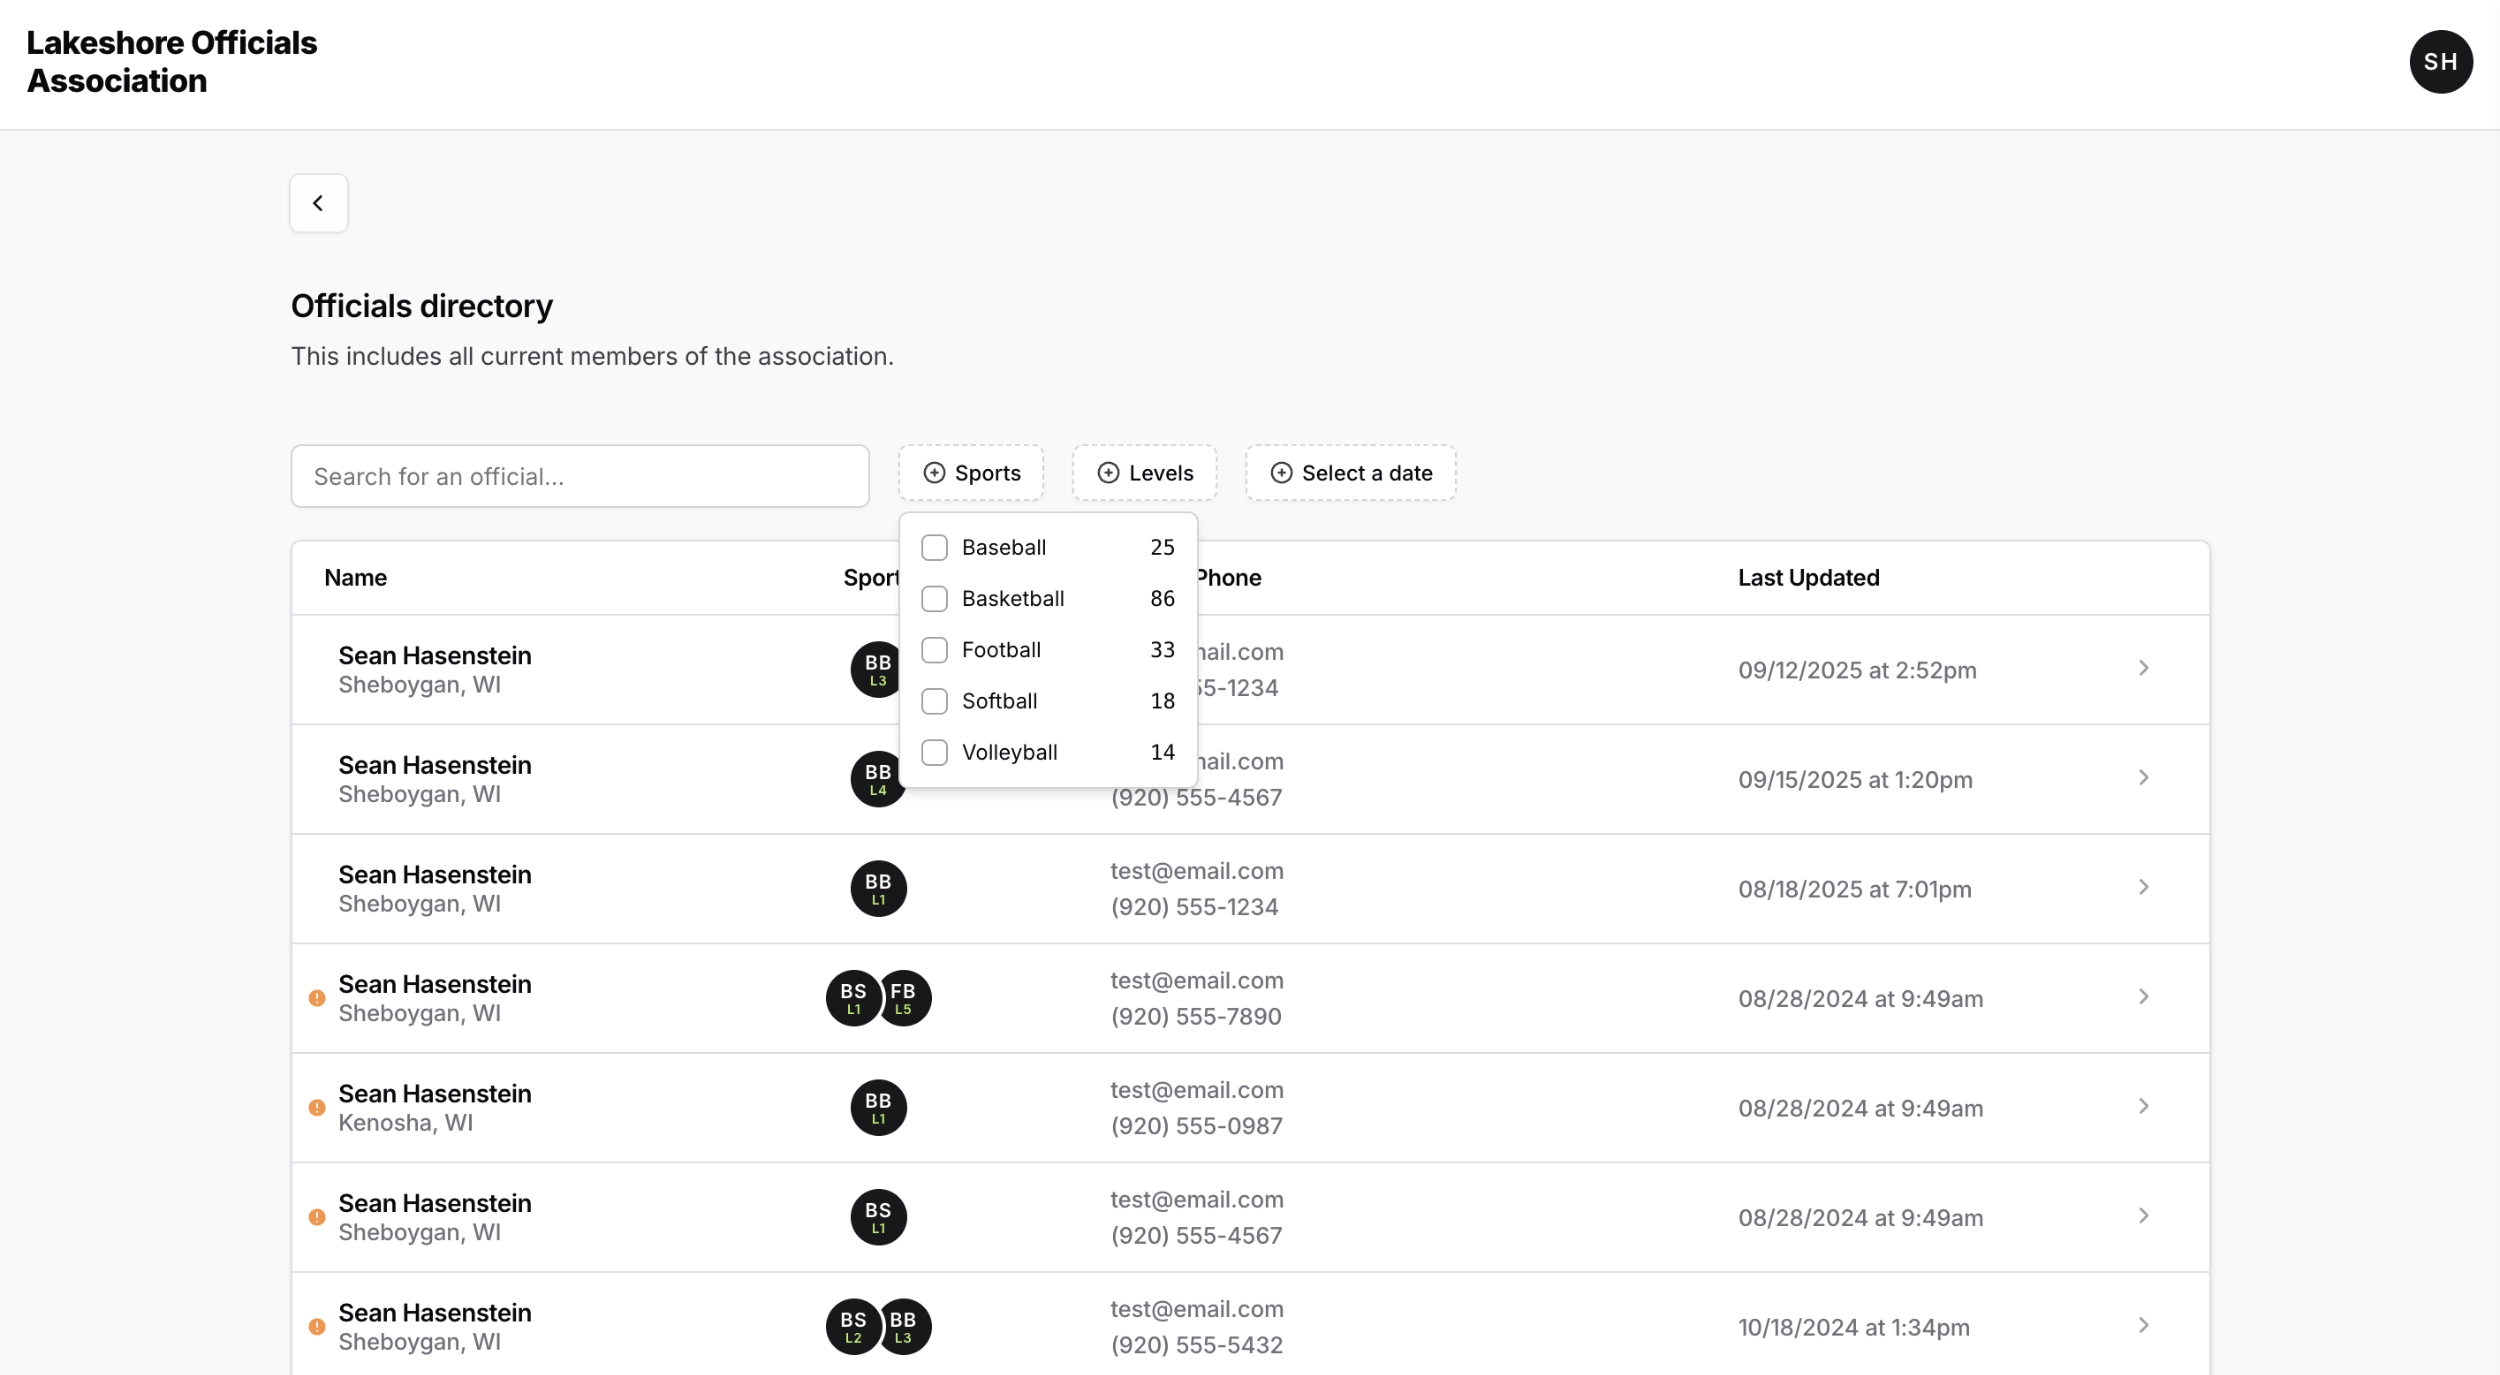 Lakeshore Officials
Association
SH
Officials directory
This includes all current members of the association.
Search for an official...
Sports
Levels
Select a date
Baseball 25
Basketball 86
Football 33
Softball 18
Volleyball 14
Name Sport Phone Last Updated
Sean Hasenstein
Sheboygan, WI
BB
L3
ail.com
55-1234
09/12/2025 at 2:52pm
Sean Hasenstein
Sheboygan, WI
BB
L4
ail.com
(920) 555-4567
09/15/2025 at 1:20pm
Sean Hasenstein
Sheboygan, WI
BB
L1
test@email.com
(920) 555-1234
08/18/2025 at 7:01pm
Sean Hasenstein
Sheboygan, WI
BS
L1
FB
L5
test@email.com
(920) 555-7890
08/28/2024 at 9:49am
Sean Hasenstein
Kenosha, WI
BB
L1
test@email.com
(920) 555-0987
08/28/2024 at 9:49am
Sean Hasenstein
Sheboygan, WI
BS
L1
test@email.com
(920) 555-4567
08/28/2024 at 9:49am
Sean Hasenstein
Sheboygan, WI
BS
L2
BB
L3
test@email.com
(920) 555-5432
10/18/2024 at 1:34pm